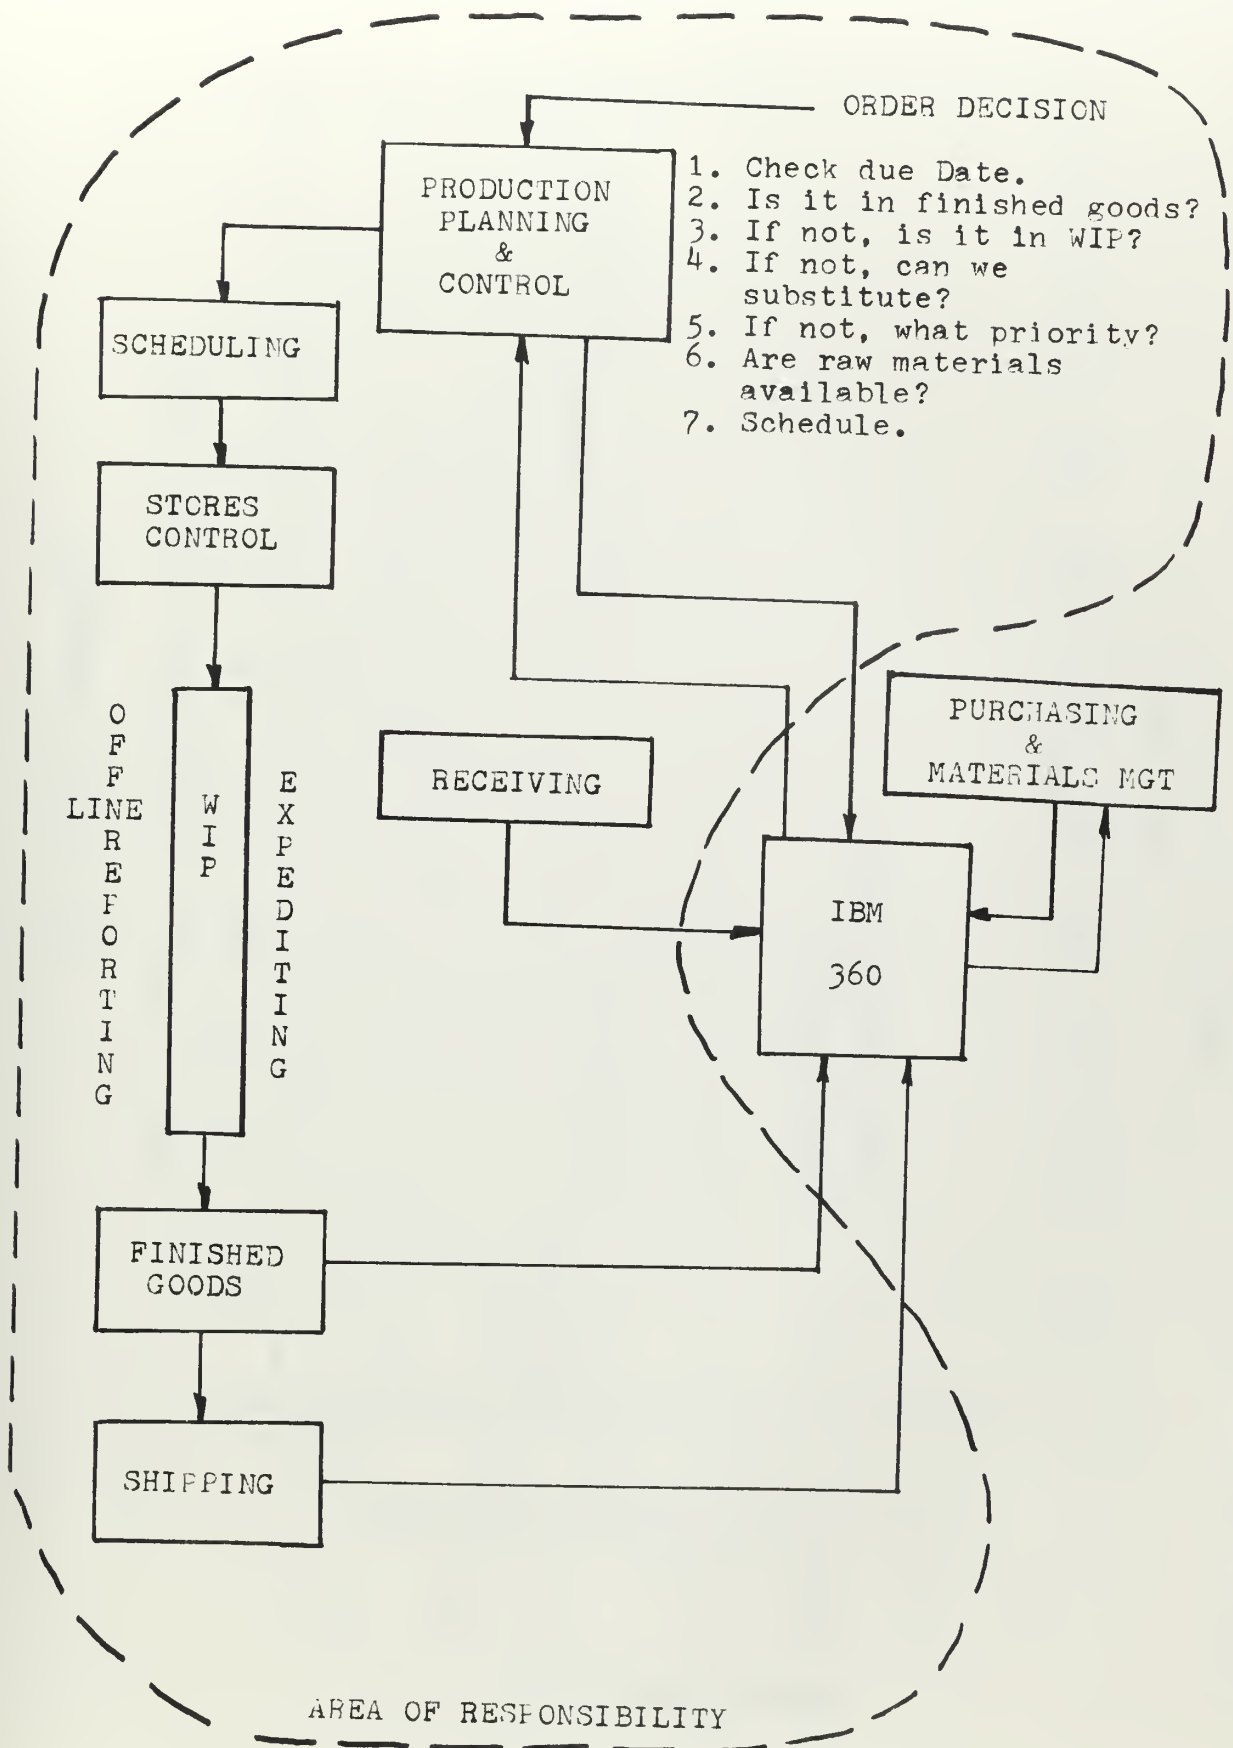 ORDER DECISION
PRODUCTION
PLANNING
&
CONTROL
1. Check due Date.
2. Is it in finished goods?
3. If not, is it in WIP?
4. If not, can we
substitute?
5. If not, what priority?
6. Are raw materials
available?
7. Schedule.
SCHEDULING
STORES
CONTROL
OFF
LINE
REPORTING
WIP
EXPEDITING
RECEIVING
PURCHASING
&
MATERIALS MGT
IBM
360
FINISHED
GOODS
SHIPPING
AREA OF RESPONSIBILITY